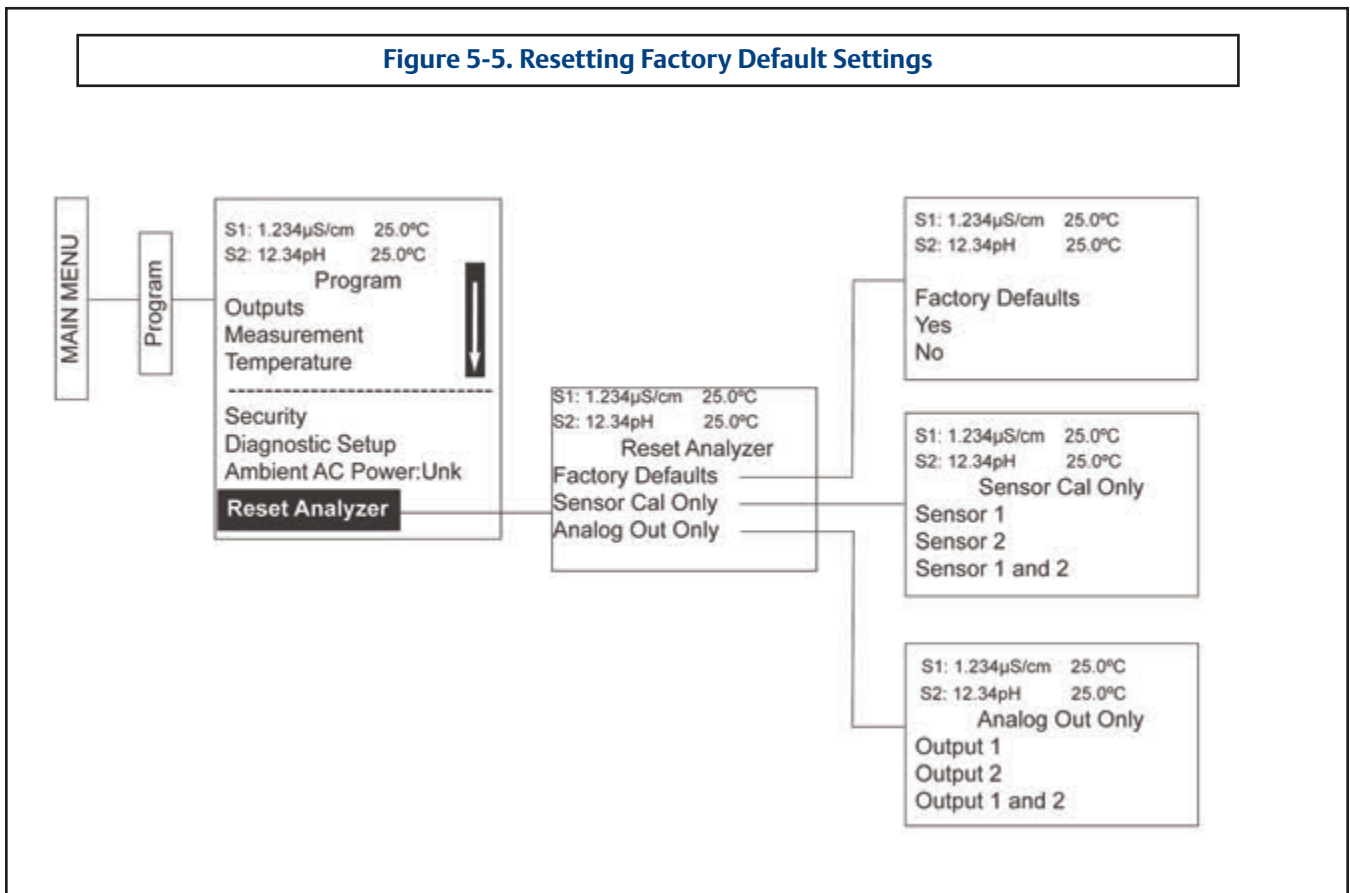 Figure 5-5. Resetting Factory Default Settings
MAIN MENU
Program
S1: 1.234µS/cm 25.0ºC
S2: 12.34pH 25.0ºC
Program
Outputs
Measurement
Temperature
Security
Diagnostic Setup
Ambient AC Power:Unk
Reset Analyzer
S1: 1.234µS/cm 25.0ºC
S2: 12.34pH 25.0ºC
Reset Analyzer
Factory Defaults
Sensor Cal Only
Analog Out Only
S1: 1.234µS/cm 25.0ºC
S2: 12.34pH 25.0ºC
Factory Defaults
Yes
No
S1: 1.234µS/cm 25.0ºC
S2: 12.34pH 25.0ºC
Sensor Cal Only
Sensor 1
Sensor 2
Sensor 1 and 2
S1: 1.234µS/cm 25.0ºC
S2: 12.34pH 25.0ºC
Analog Out Only
Output 1
Output 2
Output 1 and 2